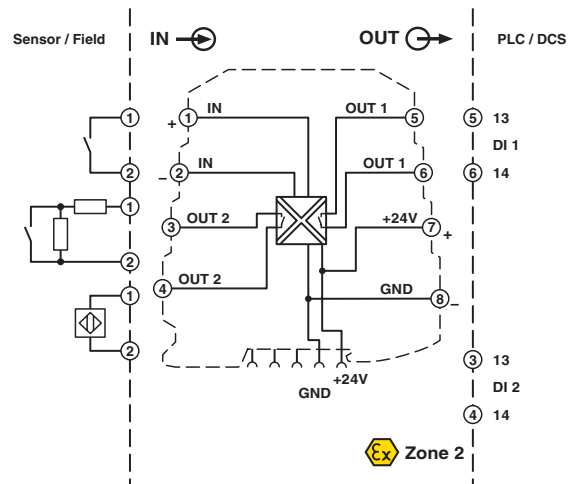 Sensor / Field
IN
OUT
PLC / DCS
1
2
1
2
1
2
+ 1 IN
– 2 IN
3 OUT 2
4 OUT 2
OUT 1 5
OUT 1 6
+24V 7 +
GND 8 –
GND
+24V
5 13
DI 1
6 14
3 13
DI 2
4 14
Ex Zone 2